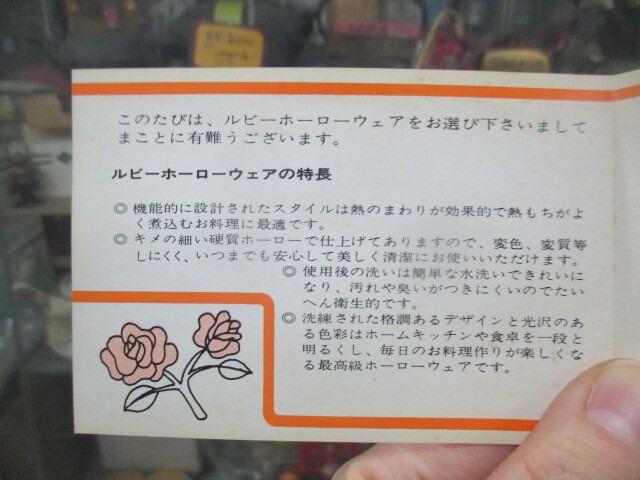 このたびは、ルビーホーローウェアをお選び下さいまして
まことに有難うございます。
ルビーホーローウェアの特長
◎機能的に設計されたスタイルは熱のまわりが効果的で熱もちがよ
く煮込むお料理に最適です。
◎キメの細い硬質ホーローで仕上げてありますので、変色、変質等
しにくく、いつまでも安心して美しく清潔にお使いいただけます。
◎使用後の洗いは簡単な水洗いできれいに
なり、汚れや臭いがつきにくいのでたい
へん衛生的です。
◎洗練された格調あるデザインと光沢のあ
る色彩はホームキッチンや食卓を一段と
明るくし、毎日のお料理作りが楽しくな
る最高級ホーローウェアです。